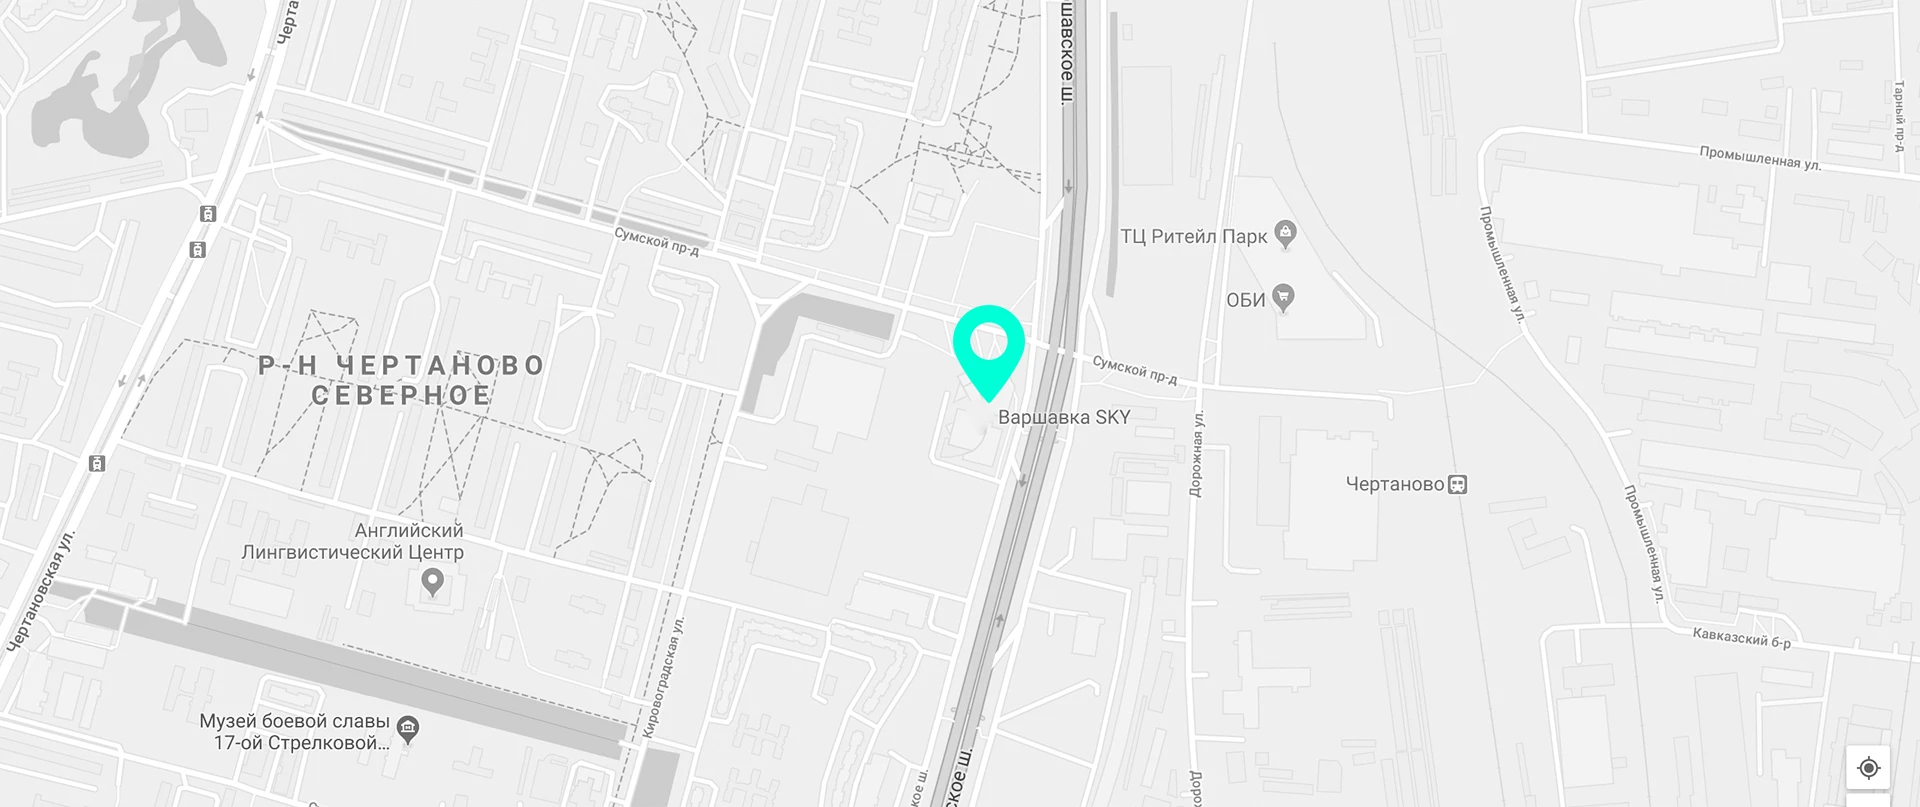 Черта
шавское ш.
Тарный пр-д
Промышленная ул.
Сумской пр-д
ТЦ Ритейл Парк
Промышленная ул.
ОБИ
Р-Н ЧЕРТАНОВО
СЕВЕРНОЕ
Сумской пр-д
Варшавка SKY
Дорожная ул.
Чертаново
Промышленная ул.
Английский
Лингвистический Центр
Чертановская ул.
Кировоградская ул.
Кавказский б-р
Музей боевой славы
17-ой Стрелковой...
ское ш.
кое ш.
Доро